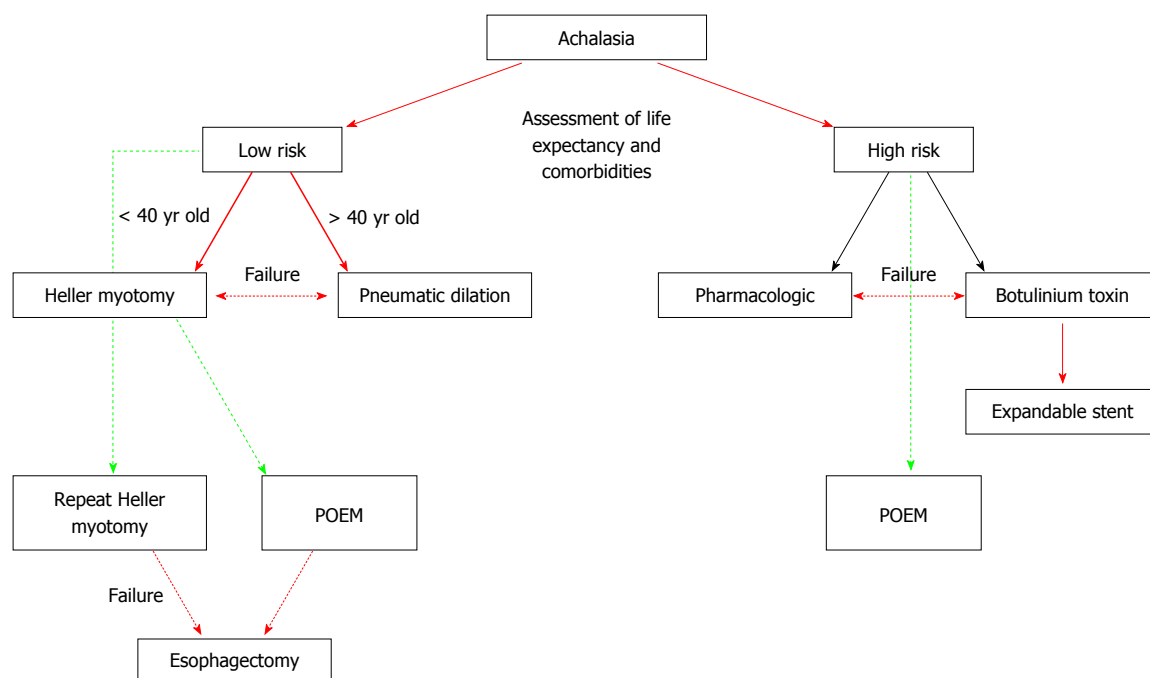 Achalasia
Assessment of life
expectancy and
comorbidities
Low risk
High risk
< 40 yr old
> 40 yr old
Heller myotomy
Failure
Pneumatic dilation
Pharmacologic
Failure
Botulinium toxin
Expandable stent
Repeat Heller
myotomy
POEM
POEM
Failure
Esophagectomy